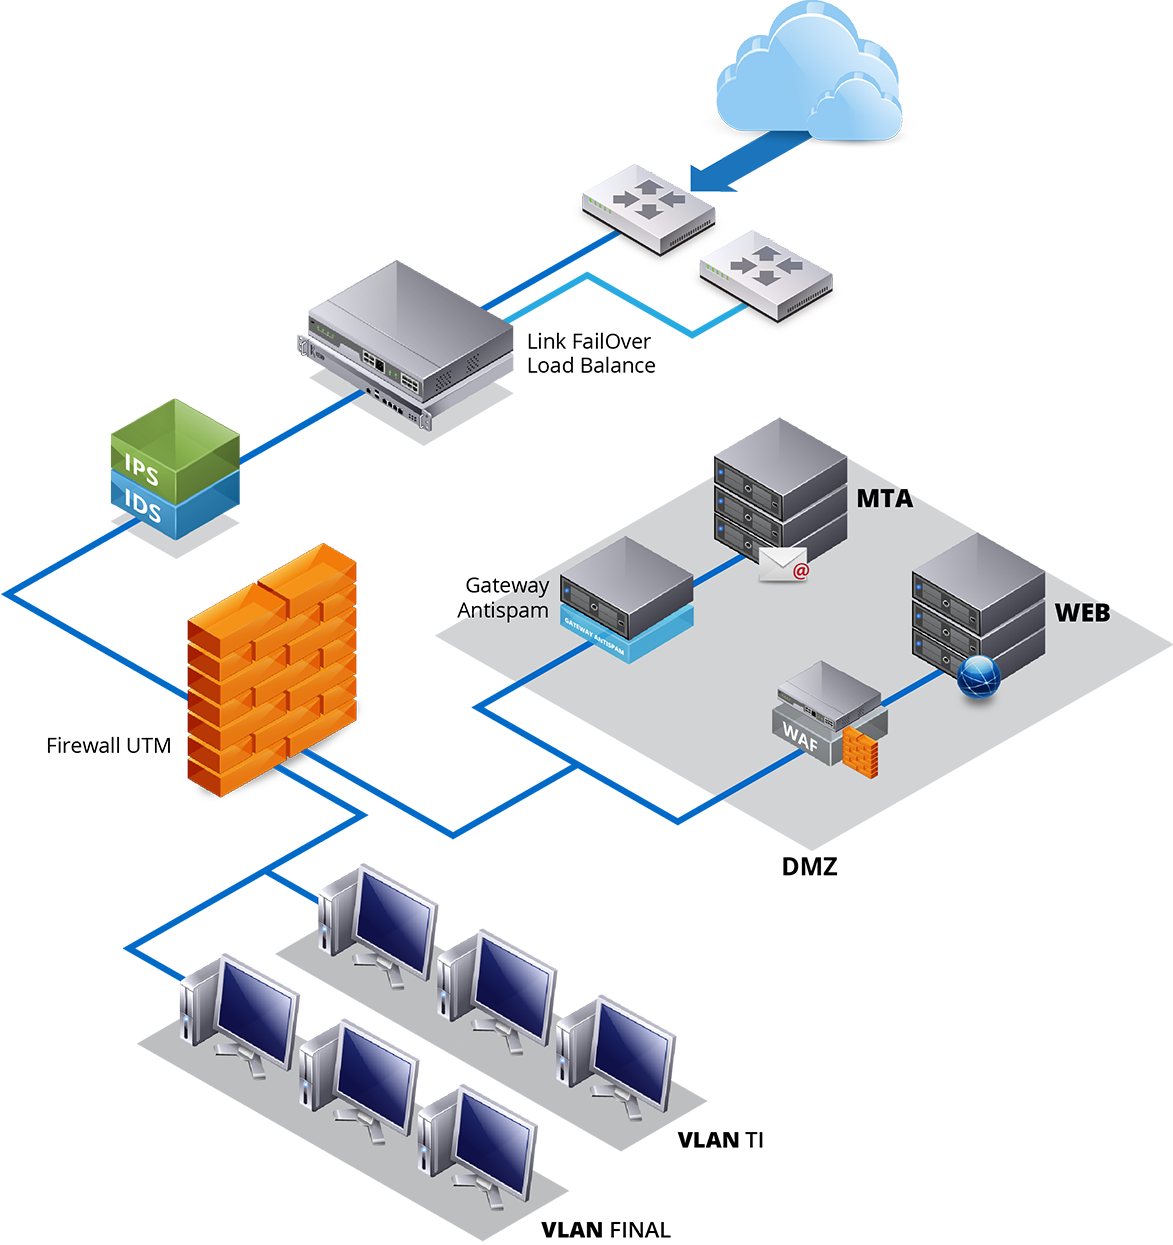 Link FailOver
Load Balance
IPS
IDS
MTA
Gateway
Antispam
GATEWAY ANTISPAM
WEB
WAF
Firewall UTM
DMZ
VLAN TI
VLAN FINAL